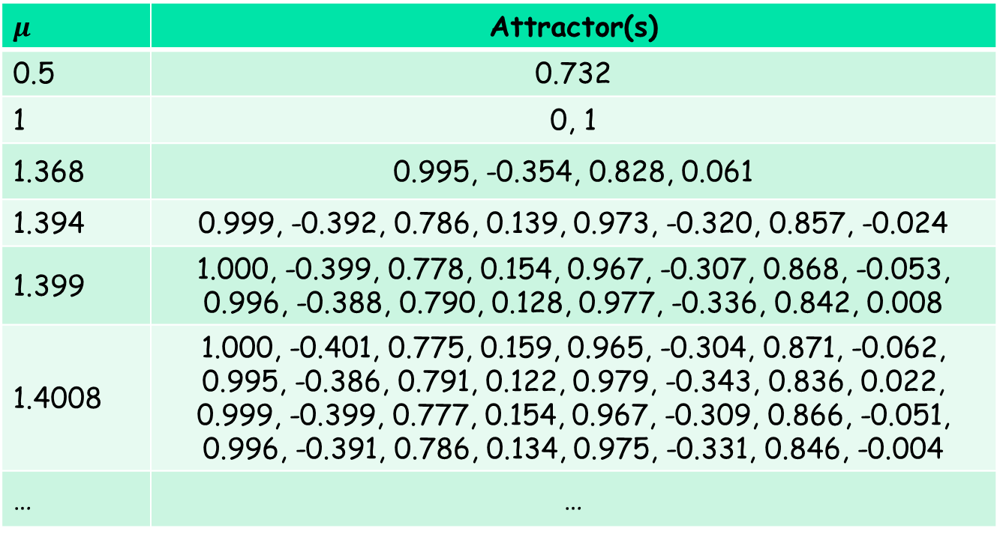 μ Attractor(s)
0.5 0.732
1 0, 1
1.368 0.995, -0.354, 0.828, 0.061
1.394 0.999, -0.392, 0.786, 0.139, 0.973, -0.320, 0.857, -0.024
1.399
1.000, -0.399, 0.778, 0.154, 0.967, -0.307, 0.868, -0.053,
0.996, -0.388, 0.790, 0.128, 0.977, -0.336, 0.842, 0.008
1.4008
1.000, -0.401, 0.775, 0.159, 0.965, -0.304, 0.871, -0.062,
0.995, -0.386, 0.791, 0.122, 0.979, -0.343, 0.836, 0.022,
0.999, -0.399, 0.777, 0.154, 0.967, -0.309, 0.866, -0.051,
0.996, -0.391, 0.786, 0.134, 0.975, -0.331, 0.846, -0.004
... ...